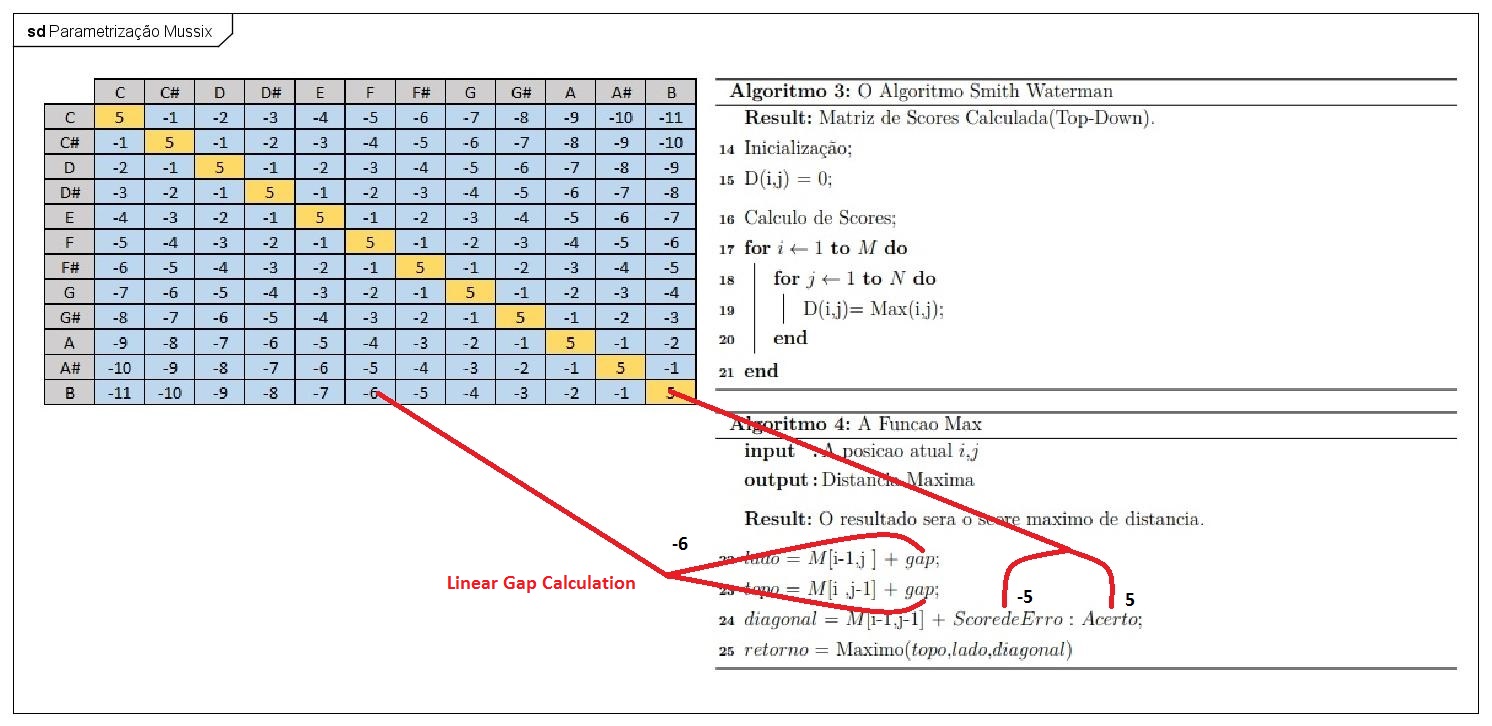 sd Parametrização Mussix
C C# D D# E F F# G G# A A# B
C 5 -1 -2 -3 -4 -5 -6 -7 -8 -9 -10 -11
C# -1 5 -1 -2 -3 -4 -5 -6 -7 -8 -9 -10
D -2 -1 5 -1 -2 -3 -4 -5 -6 -7 -8 -9
D# -3 -2 -1 5 -1 -2 -3 -4 -5 -6 -7 -8
E -4 -3 -2 -1 5 -1 -2 -3 -4 -5 -6 -7
F -5 -4 -3 -2 -1 5 -1 -2 -3 -4 -5 -6
F# -6 -5 -4 -3 -2 -1 5 -1 -2 -3 -4 -5
G -7 -6 -5 -4 -3 -2 -1 5 -1 -2 -3 -4
G# -8 -7 -6 -5 -4 -3 -2 -1 5 -1 -2 -3
A -9 -8 -7 -6 -5 -4 -3 -2 -1 5 -1 -2
A# -10 -9 -8 -7 -6 -5 -4 -3 -2 -1 5 -1
B -11 -10 -9 -8 -7 -6 -5 -4 -3 -2 -1 5
Algoritmo 3: O Algoritmo Smith Waterman
Result: Matriz de Scores Calculada(Top-Down).
14 Inicialização;
15 D(i,j) = 0;
16 Calculo de Scores;
17 for i ← 1 to M do
18 for j ← 1 to N do
19 D(i,j)= Max(i,j);
20 end
21 end
Algoritmo 4: A Funcao Max
input : A posicao atual i,j
output : Distancia Maxima
Result: O resultado sera o score maximo de distancia.
22 lado = M[i-1,j ] + gap;
23 topo = M[i ,j-1] + gap;
24 diagonal = M[i-1,j-1] + ScoredeErro : Acerto;
25 retorno = Maximo(topo,lado,diagonal)
-6
Linear Gap Calculation
-5
5